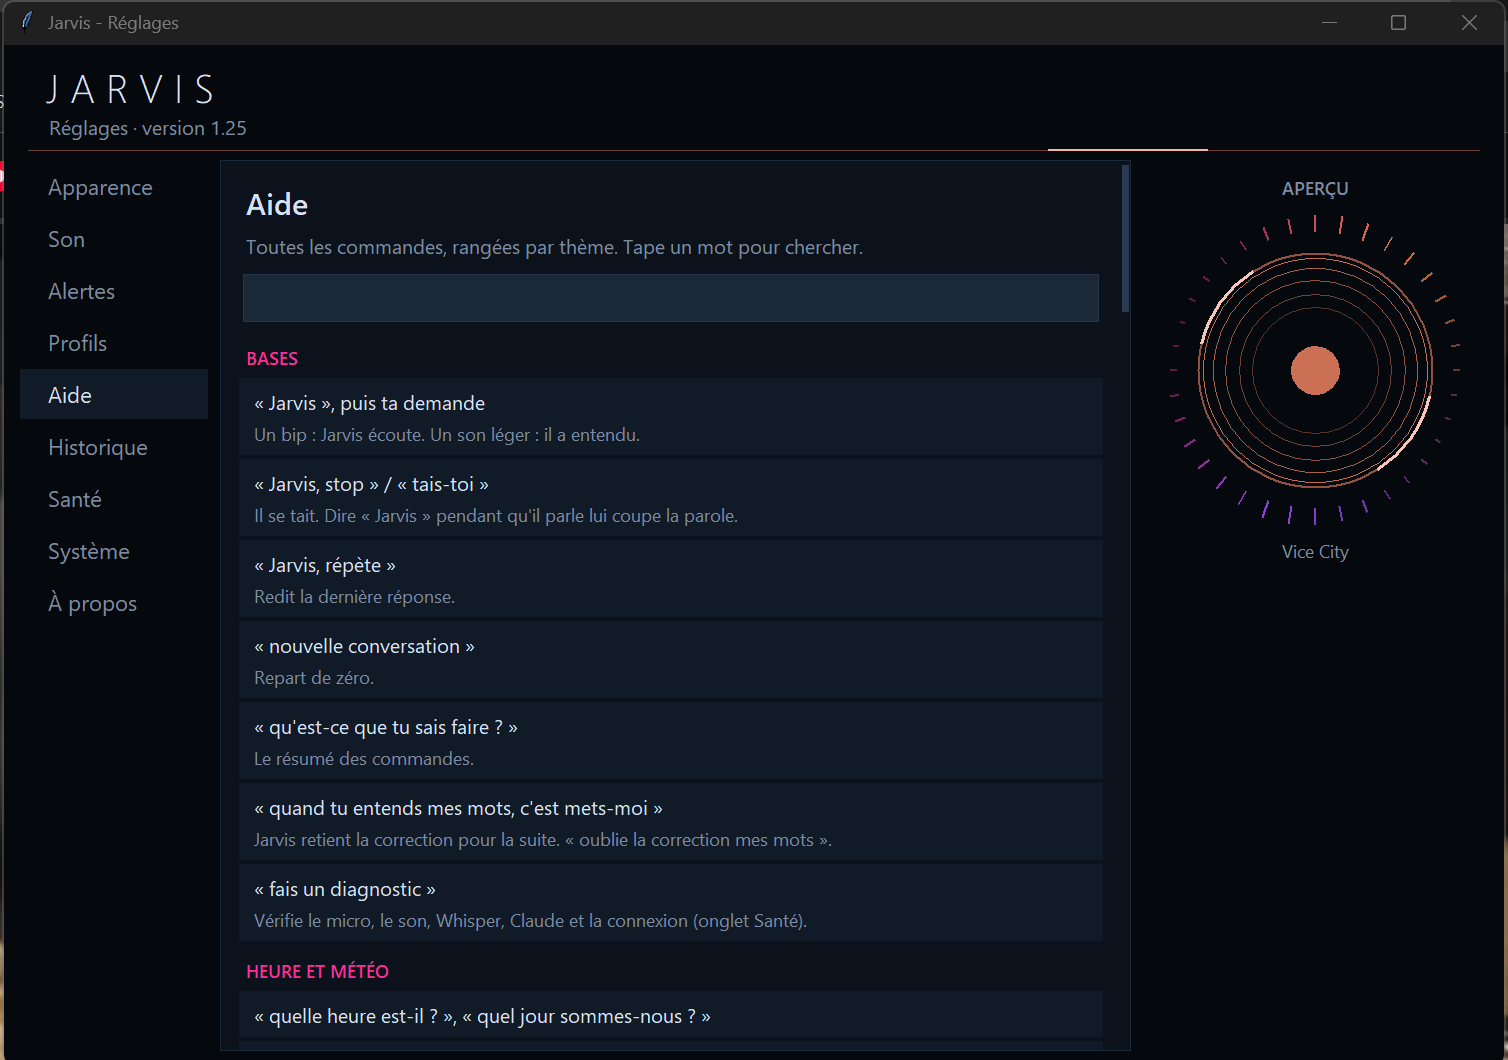 Jarvis - Réglages
JARVIS
Réglages · version 1.25
Apparence
Son
Alertes
Profils
Aide
Historique
Santé
Système
À propos
Aide
Toutes les commandes, rangées par thème. Tape un mot pour chercher.
BASES
« Jarvis », puis ta demande
Un bip : Jarvis écoute. Un son léger : il a entendu.
« Jarvis, stop » / « tais-toi »
Il se tait. Dire « Jarvis » pendant qu'il parle lui coupe la parole.
« Jarvis, répète »
Redit la dernière réponse.
« nouvelle conversation »
Repart de zéro.
« qu'est-ce que tu sais faire ? »
Le résumé des commandes.
« quand tu entends mes mots, c'est mets-moi »
Jarvis retient la correction pour la suite. « oublie la correction mes mots ».
« fais un diagnostic »
Vérifie le micro, le son, Whisper, Claude et la connexion (onglet Santé).
HEURE ET MÉTÉO
« quelle heure est-il ? », « quel jour sommes-nous ? »
APERÇU
Vice City